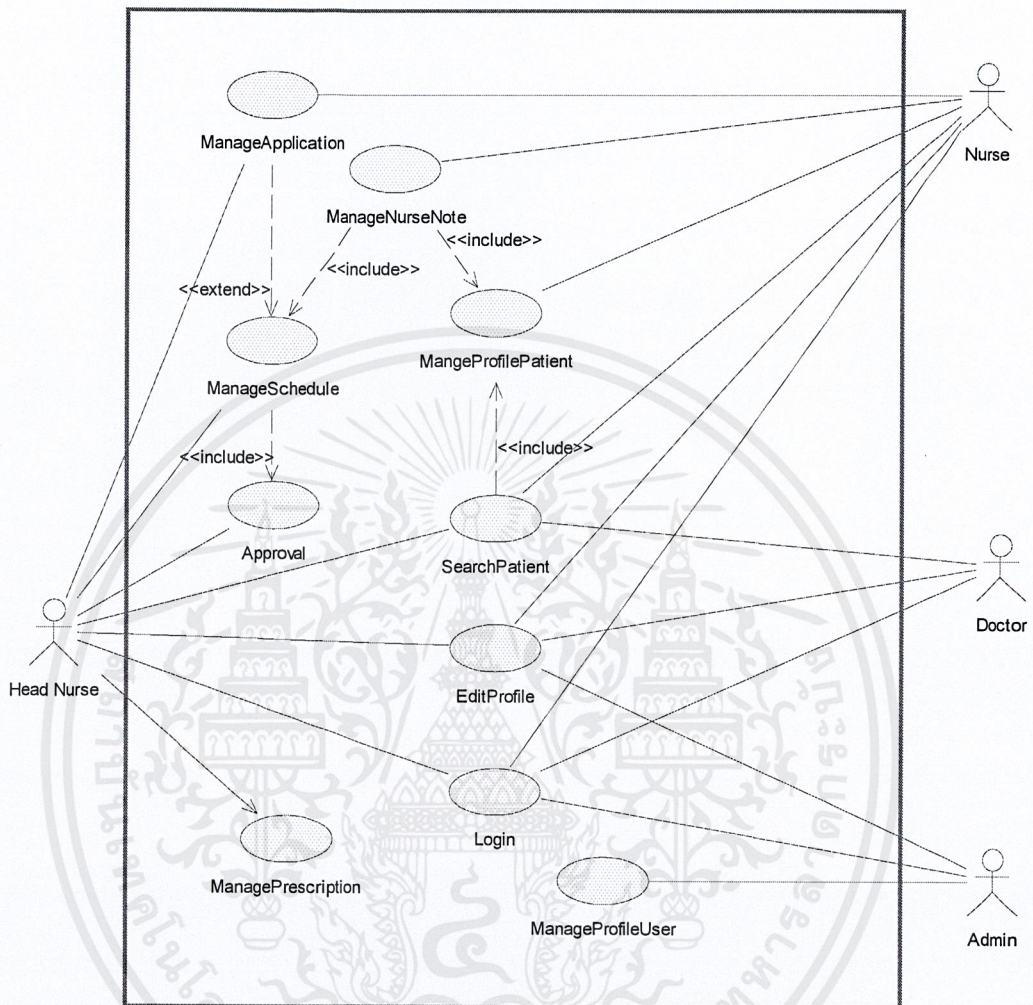 Nurse
ManageApplication
ManageNurseNote
<<include>>
<<include>>
<<extend>>
ManageSchedule
MangeProfilePatient
<<include>>
<<include>>
Approval
SearchPatient
Doctor
Head Nurse
EditProfile
Login
ManagePrescription
ManageProfileUser
Admin